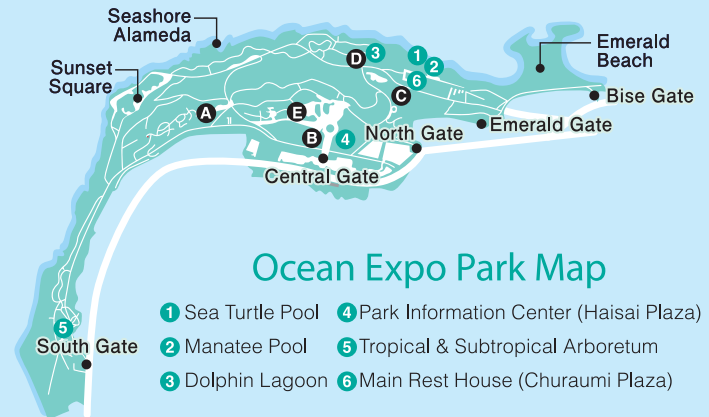 Seashore
Alameda
Sunset
Square
Emerald
Beach
D
3
1
2
6
C
Bise Gate
A
E
B
4
North Gate
Emerald Gate
Central Gate
5
South Gate
Ocean Expo Park Map
1 Sea Turtle Pool
4 Park Information Center (Haisai Plaza)
2 Manatee Pool
5 Tropical & Subtropical Arboretum
3 Dolphin Lagoon
6 Main Rest House (Churaumi Plaza)